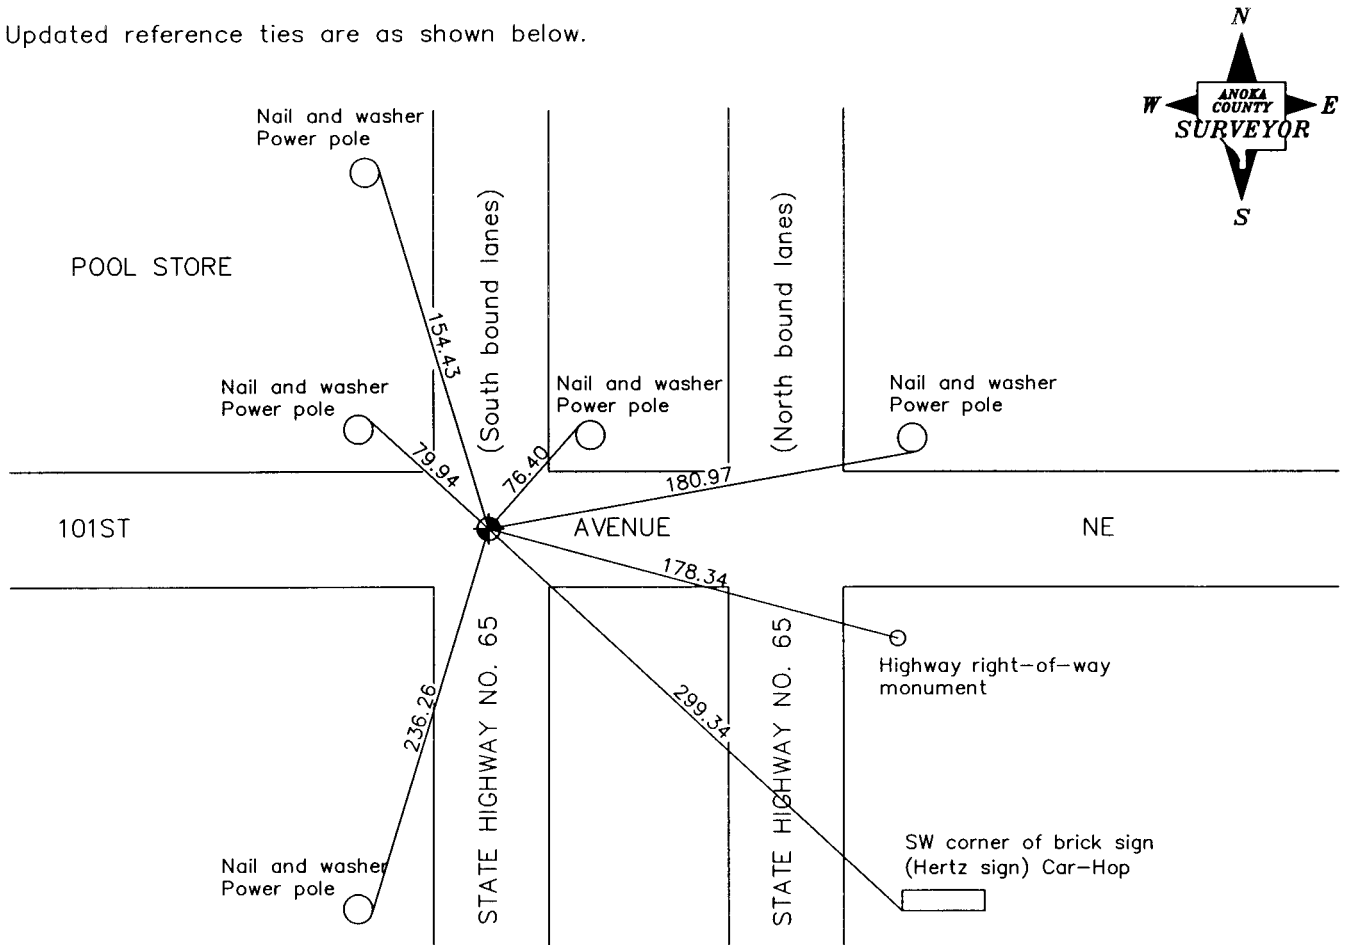 Updated reference ties are as shown below.
N
W
ANOKA
COUNTY
E
SURVEYOR
S
Nail and washer
Power pole
(South bound lanes)
(North bound lanes)
POOL STORE
154.43
Nail and washer
Power pole
Nail and washer
Power pole
Nail and washer
Power pole
79.94
76.40
180.97
101ST
AVENUE
NE
178.34
STATE HIGHWAY NO. 65
STATE HIGHWAY NO. 65
Highway right-of-way
monument
236.26
299.34
SW corner of brick sign
(Hertz sign) Car-Hop
Nail and washer
Power pole